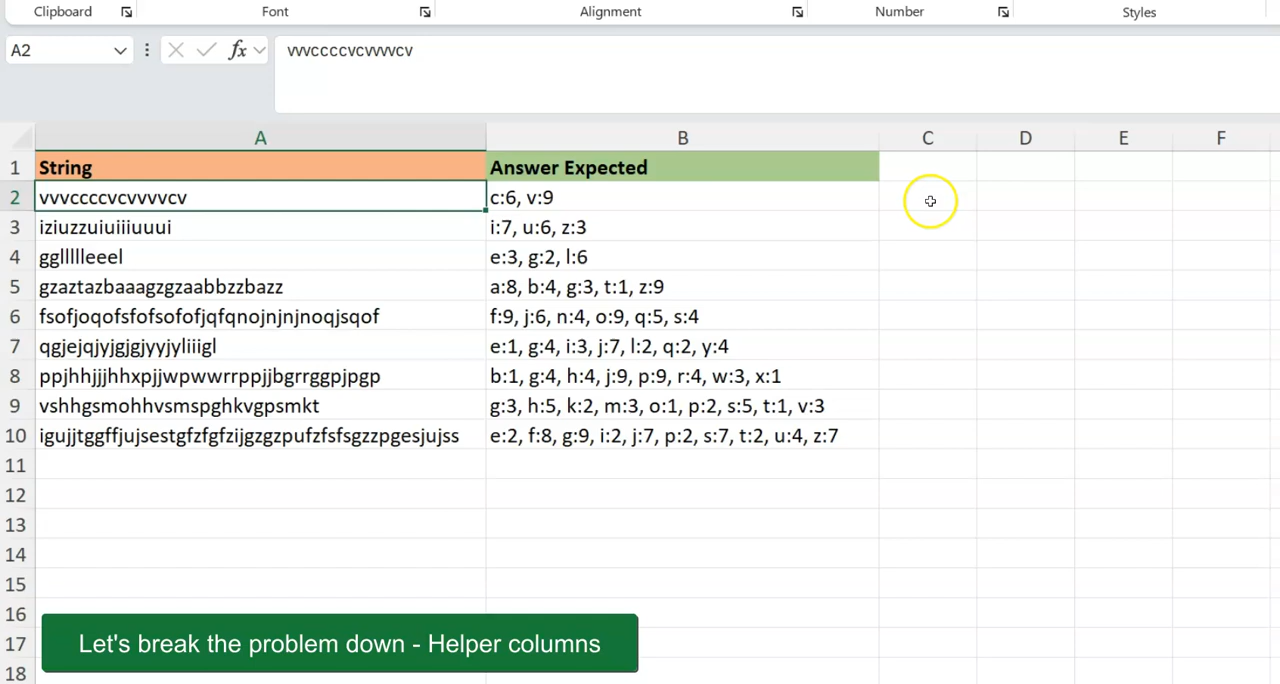 Clipboard Font Alignment Number Styles
A2 fx vvvccccvcvvvvcv
A B C D E F
1 String Answer Expected
2 vvvccccvcvvvvcv c:6, v:9
3 iziuzzuiuiiiuuui i:7, u:6, z:3
4 ggllllleeel e:3, g:2, l:6
5 gzaztazbaaagzgzaabbzzbazz a:8, b:4, g:3, t:1, z:9
6 fsofjoqofsfofsofofjqfqnojnjnjnoqjsqof f:9, j:6, n:4, o:9, q:5, s:4
7 qgjejqjyjgjgjyyjyliiigl e:1, g:4, i:3, j:7, l:2, q:2, y:4
8 ppjhhjjjhhxpjjwpwwrrppjjbgrrggpjpgp b:1, g:4, h:4, j:9, p:9, r:4, w:3, x:1
9 vshhgsmohhvsmspghkvgpsmkt g:3, h:5, k:2, m:3, o:1, p:2, s:5, t:1, v:3
10 igujjtggffjujsestgfzfgfzijgzgzpufzfsfsgzzpgesjujss e:2, f:8, g:9, i:2, j:7, p:2, s:7, t:2, u:4, z:7
11
12
13
14
15
16
17 Let's break the problem down - Helper columns
18